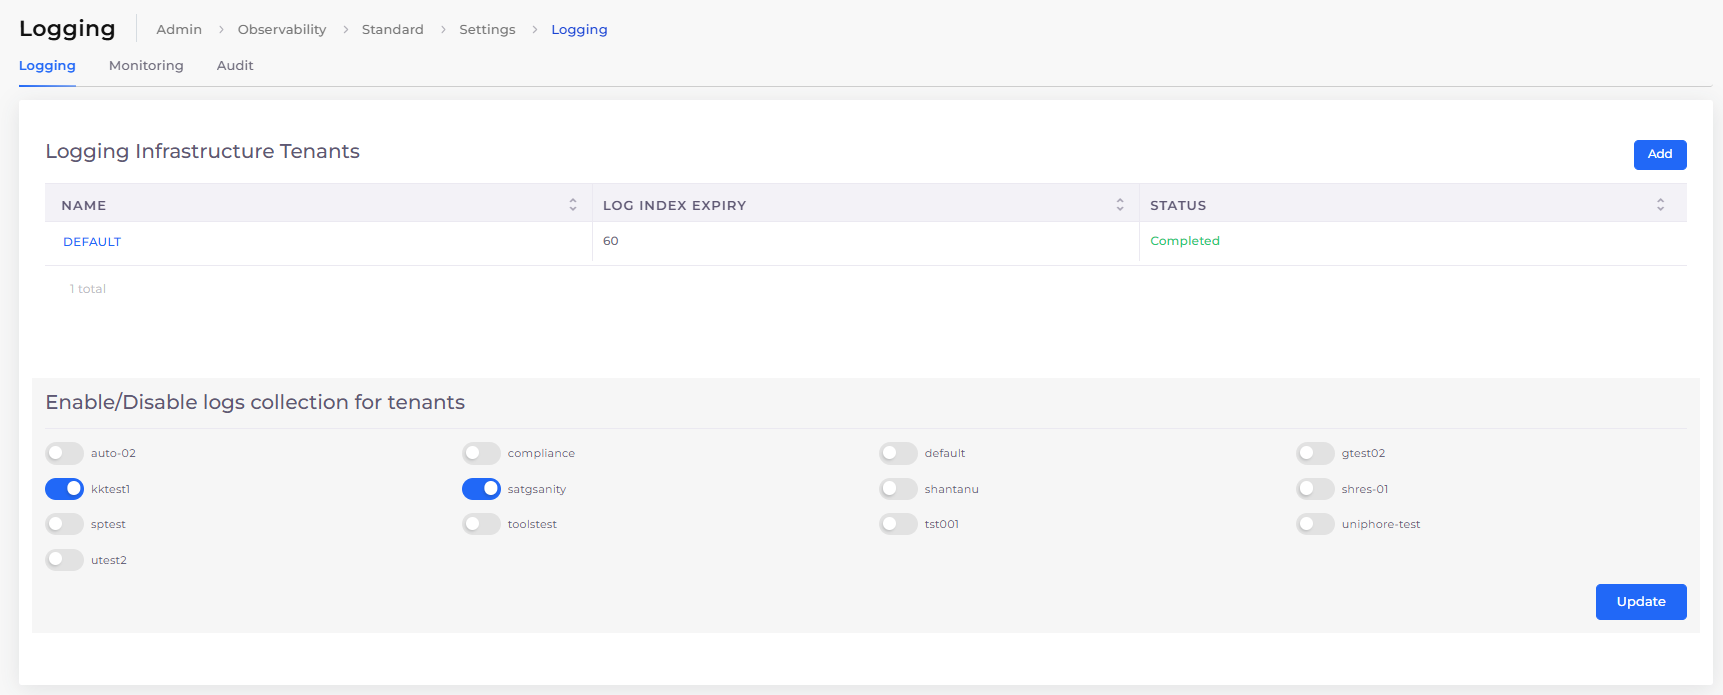 Logging
Admin > Observability > Standard > Settings > Logging
Logging Monitoring Audit
Logging Infrastructure Tenants
Add
NAME LOG INDEX EXPIRY STATUS
DEFAULT 60 Completed
1 total
Enable/Disable logs collection for tenants
auto-02 compliance default gtest02
kktest1 satgsanity shantanu shres-01
sptest toolstest tst001 uniphore-test
utest2
Update